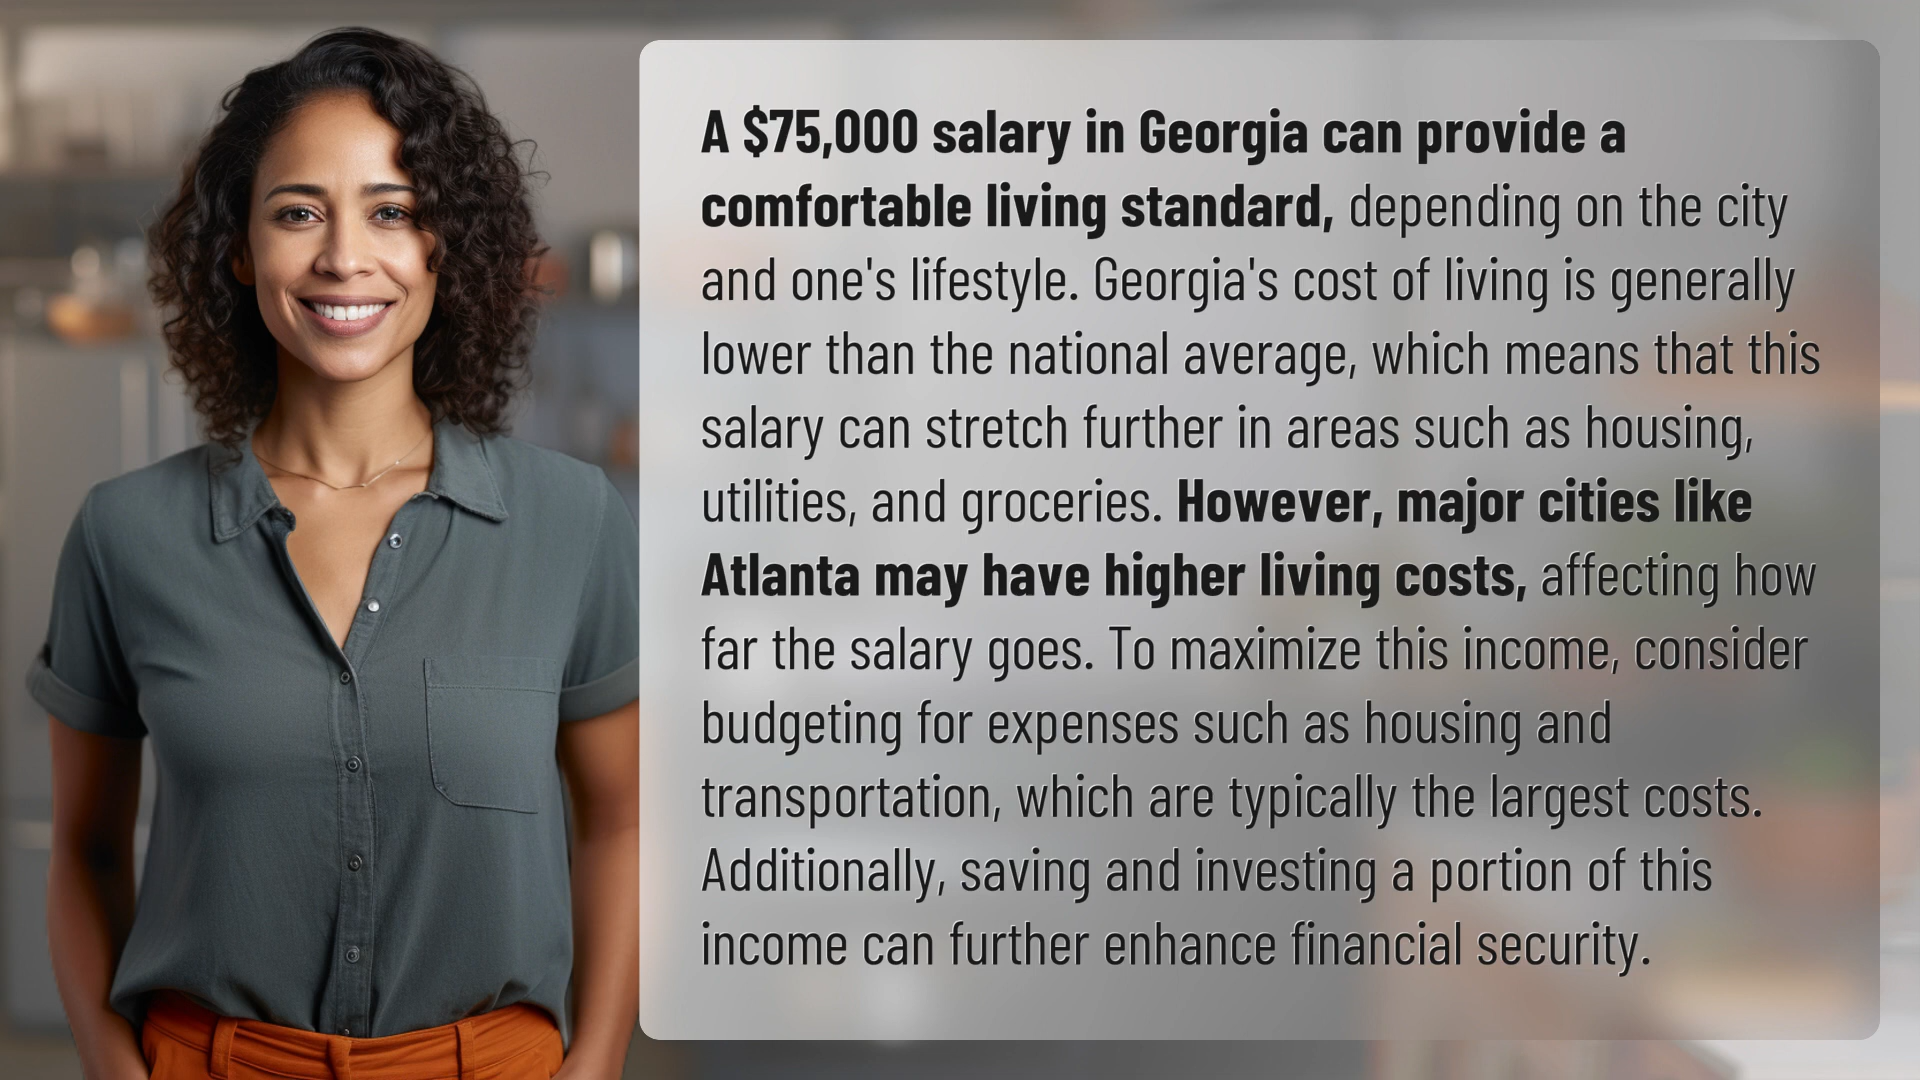 A $75,000 salary in Georgia can provide a
comfortable living standard, depending on the city
and one's lifestyle. Georgia's cost of living is generally
lower than the national average, which means that this
salary can stretch further in areas such as housing,
utilities, and groceries. However, major cities like
Atlanta may have higher living costs, affecting how
far the salary goes. To maximize this income, consider
budgeting for expenses such as housing and
transportation, which are typically the largest costs.
Additionally, saving and investing a portion of this
income can further enhance financial security.